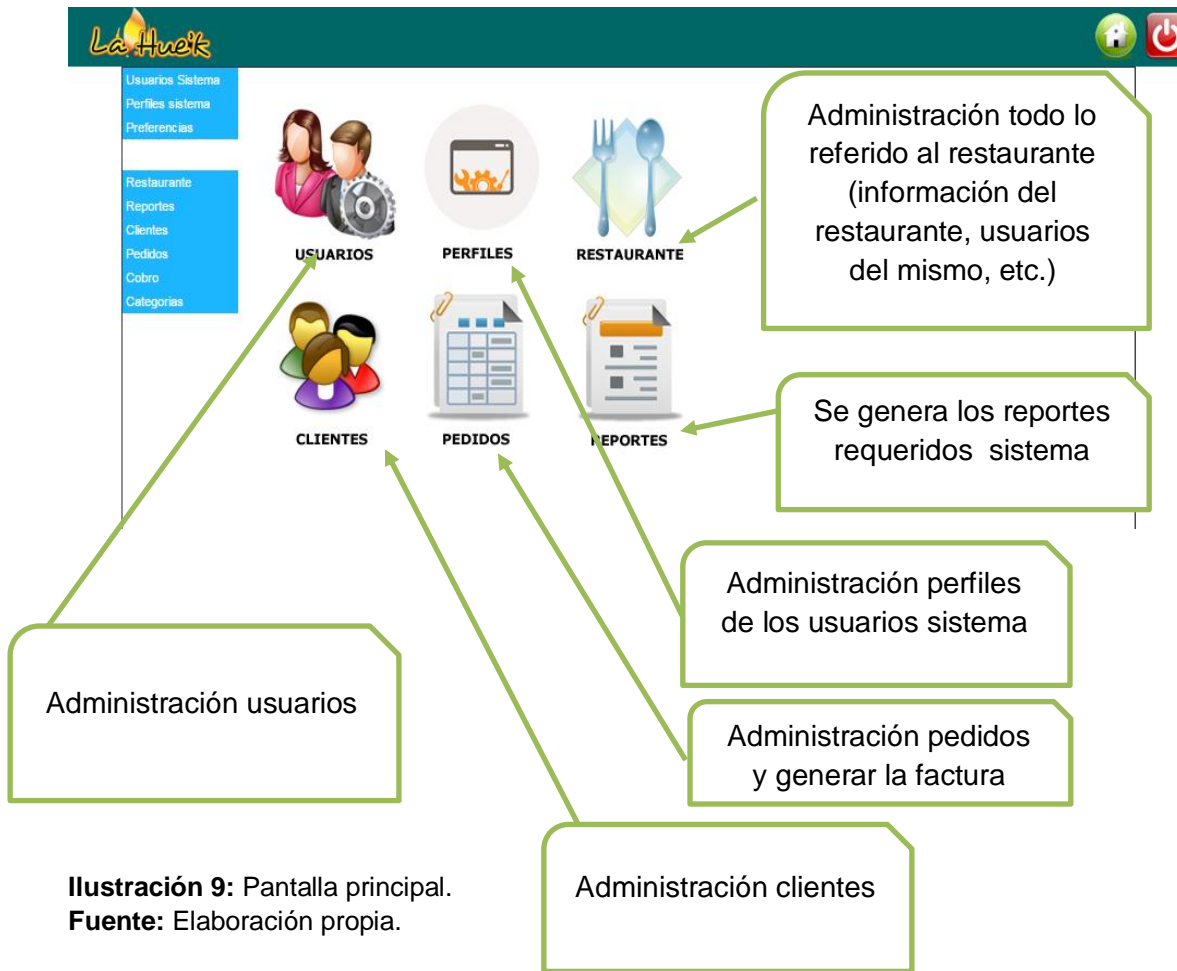 La Hue'k
Usuarios Sistema
Perfiles sistema
Preferencias
Restaurante
Reportes
Clientes
Pedidos
Cobro
Categorias
USUARIOS
PERFILES
RESTAURANTE
CLIENTES
PEDIDOS
REPORTES
Administración todo lo
referido al restaurante
(información del
restaurante, usuarios
del mismo, etc.)
Se genera los reportes
requeridos sistema
Administración perfiles
de los usuarios sistema
Administración usuarios
Administración pedidos
y generar la factura
Administración clientes
Ilustración 9: Pantalla principal.
Fuente: Elaboración propia.